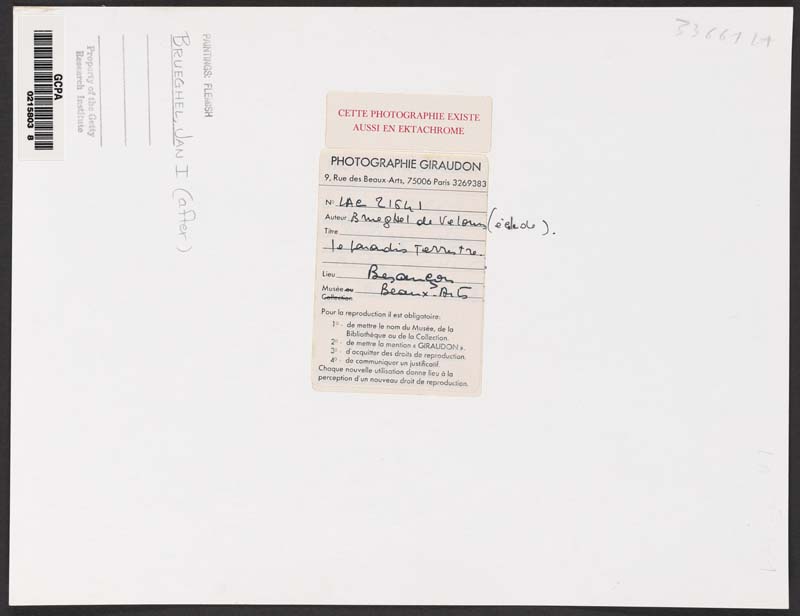 GCPA
0215803 8
Property of the Getty
Research Institute
PAINTINGS: FLEMISH
BRUEGHEL, JAN I (after)
33661 LA
CETTE PHOTOGRAPHIE EXISTE
AUSSI EN EKTACHROME
PHOTOGRAPHIE GIRAUDON
9, Rue des Beaux-Arts, 75006 Paris 3269383
N° LAC 21541
Auteur Brueghel de Velours (école de).
Titre
le paradis Terrestre.
Lieu Besançon
Musée ou Beaux-Arts
Collection
Pour la reproduction il est obligatoire:
1° - de mettre le nom du Musée, de la
Bibliothèque ou de la Collection.
2° - de mettre la mention « GIRAUDON ».
3° - d'acquitter des droits de reproduction.
4° - de communiquer un justificatif.
Chaque nouvelle utilisation donne lieu à la
perception d'un nouveau droit de reproduction.